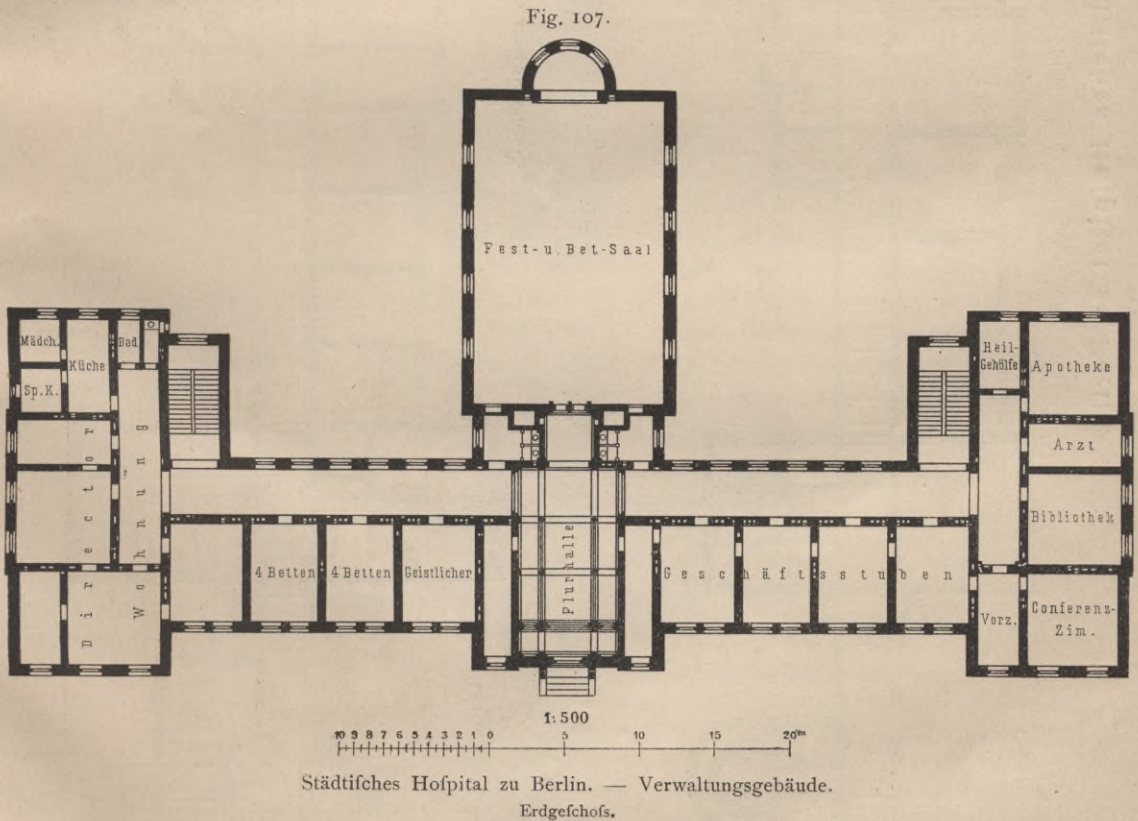 Fig. 107.
Fest- u. Bet-Saal
Mädch.
Küche
Bad
Sp. K.
Director
Wohnung
4 Betten
4 Betten
Geistlicher
Flurhalle
Geschäftsstuben
Heil-
Gehülfe
Apotheke
Arzt
Bibliothek
Vorz.
Conferenz-
Zim.
1:500
10 9 8 7 6 5 4 3 2 1 0 5 10 15 20m
Städtiſches Hoſpital zu Berlin. — Verwaltungsgebäude.
Erdgeſchoſs.